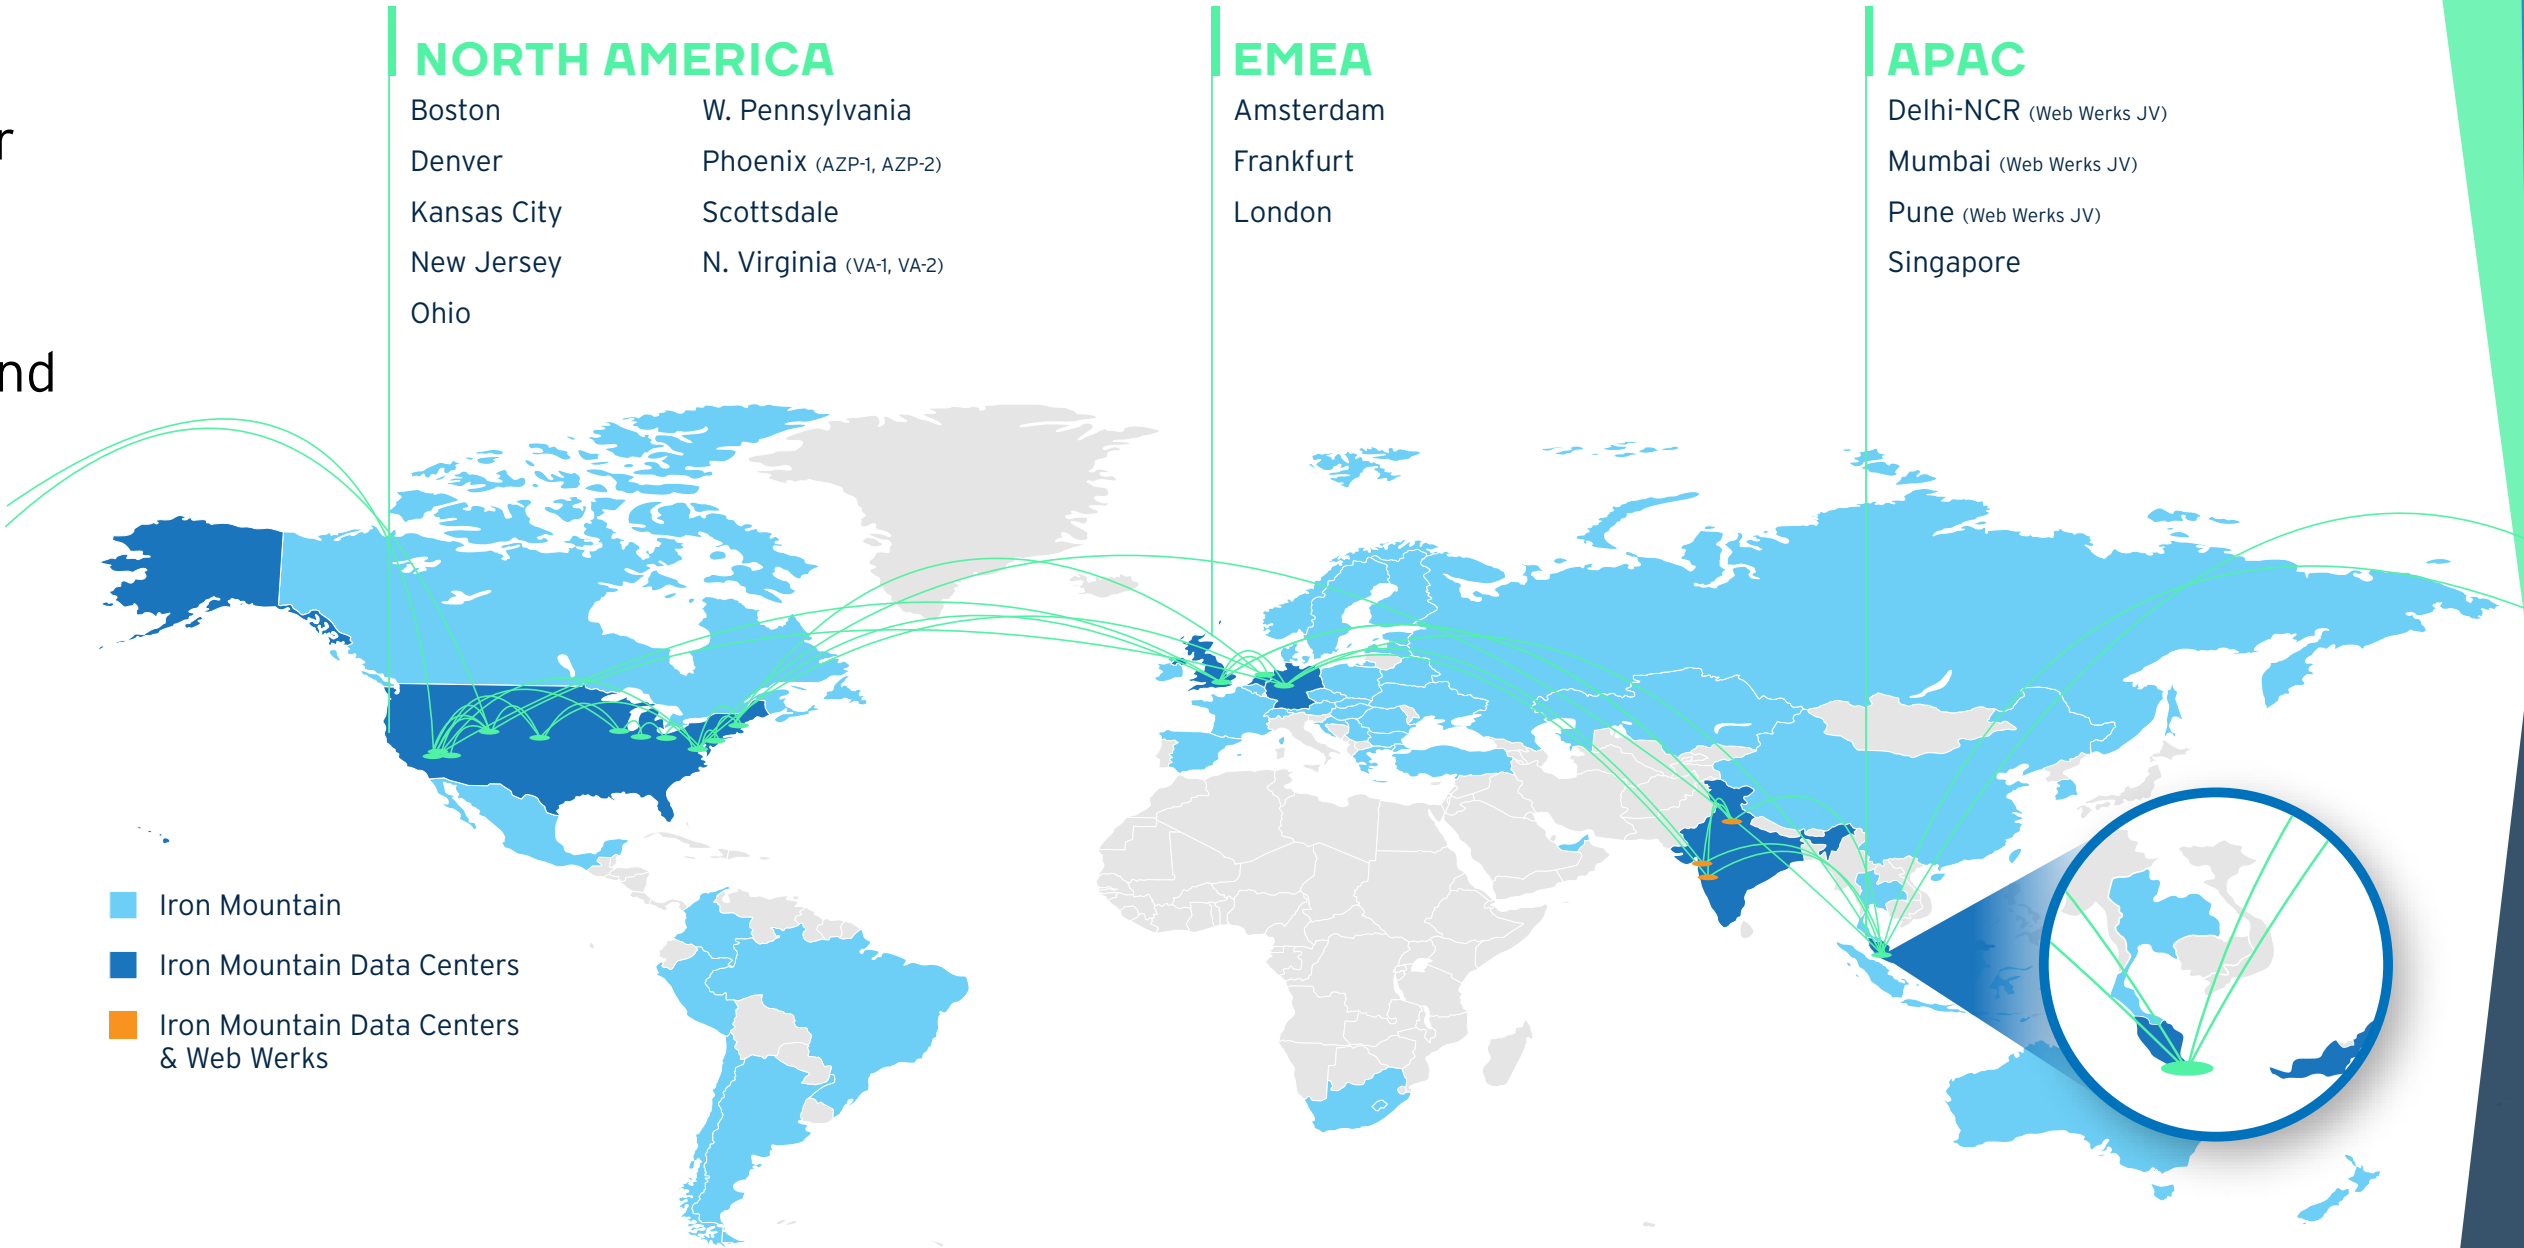 r
nd
NORTH AMERICA
Boston
Denver
Kansas City
New Jersey
Ohio
W. Pennsylvania
Phoenix (AZP-1, AZP-2)
Scottsdale
N. Virginia (VA-1, VA-2)
EMEA
Amsterdam
Frankfurt
London
APAC
Delhi-NCR (Web Werks JV)
Mumbai (Web Werks JV)
Pune (Web Werks JV)
Singapore
Iron Mountain
Iron Mountain Data Centers
Iron Mountain Data Centers
& Web Werks